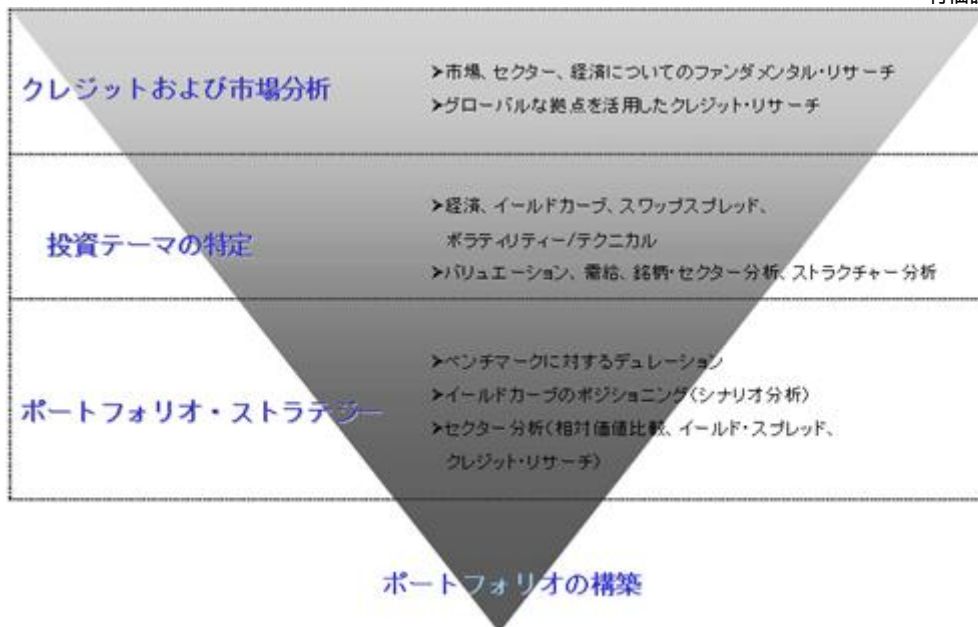 クレジットおよび市場分析
➤市場、セクター、経済についてのファンダメンタル・リサーチ
➤グローバルな拠点を活用したクレジット・リサーチ
投資テーマの特定
➤経済、イールドカーブ、スワップスプレッド、
ボラティリティー/テクニカル
➤バリュエーション、需給、銘柄・セクター分析、ストラクチャー分析
ポートフォリオ・ストラテジー
➤ベンチマークに対するデュレーション
➤イールドカーブのポジショニング(シナリオ分析)
➤セクター分析(相対価値比較、イールド・スプレッド、
クレジット・リサーチ)
ポートフォリオの構築